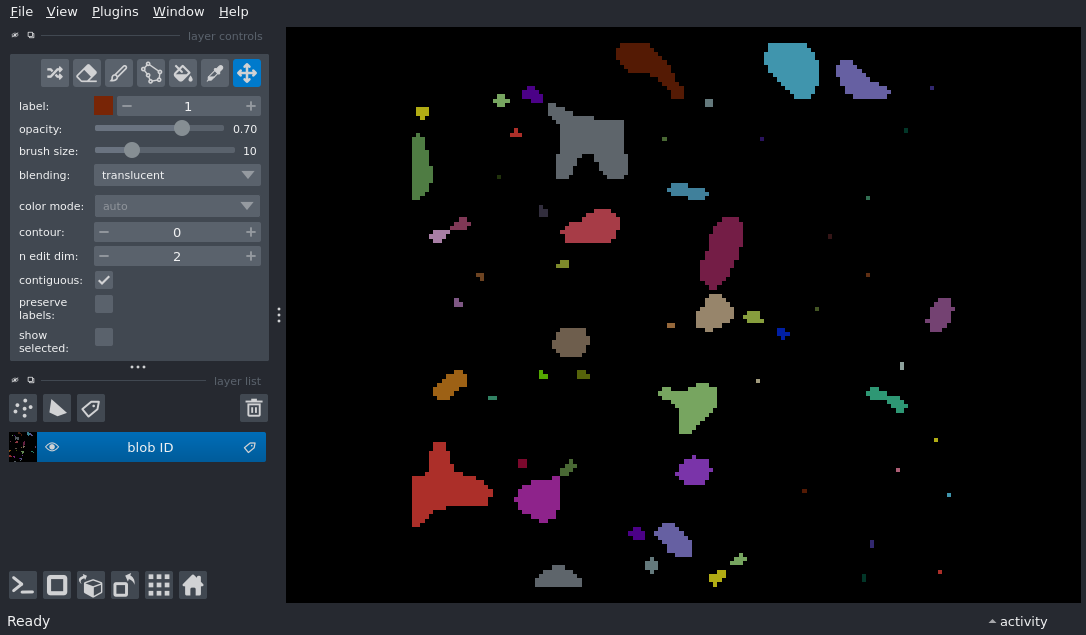 File View Plugins Window Help
layer controls
label: 1
opacity: 0.70
brush size: 10
blending: translucent
color mode: auto
contour: 0
n edit dim: 2
contiguous:
preserve
labels:
show
selected:
layer list
blob ID
Ready
activity